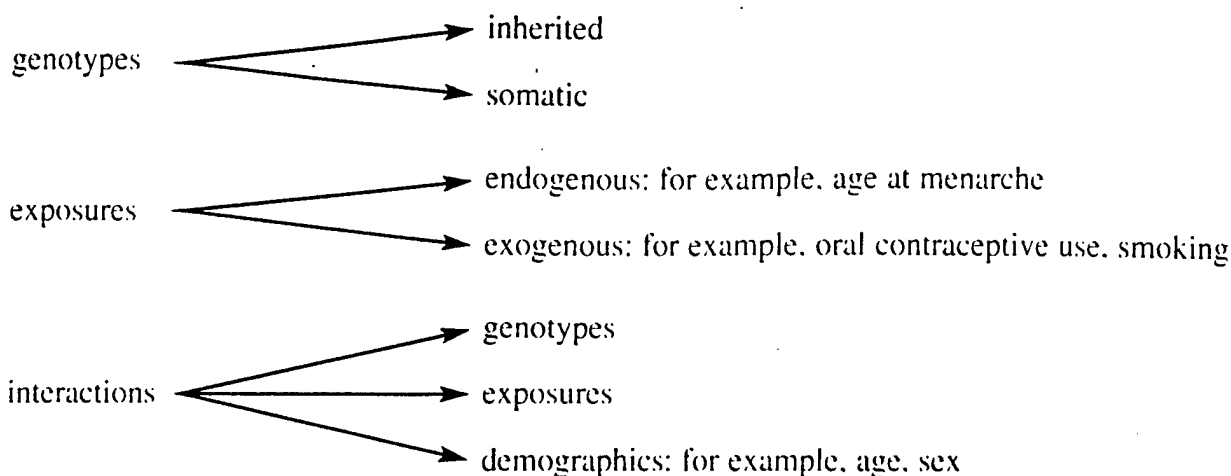 inherited
genotypes
somatic
endogenous: for example, age at menarche
exposures
exogenous: for example, oral contraceptive use, smoking
genotypes
interactions
exposures
demographics: for example, age, sex